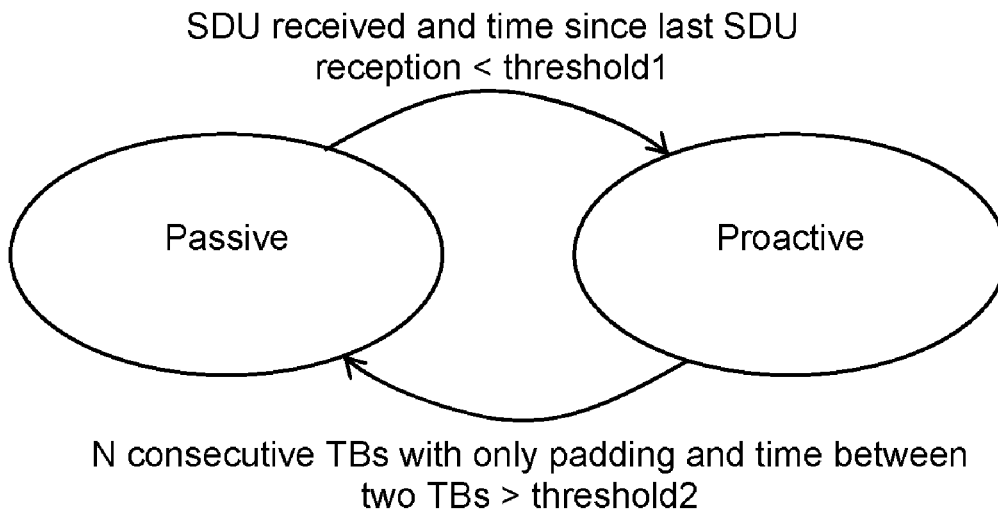 SDU received and time since last SDU
reception < threshold1
Passive
Proactive
N consecutive TBs with only padding and time between
two TBs > threshold2